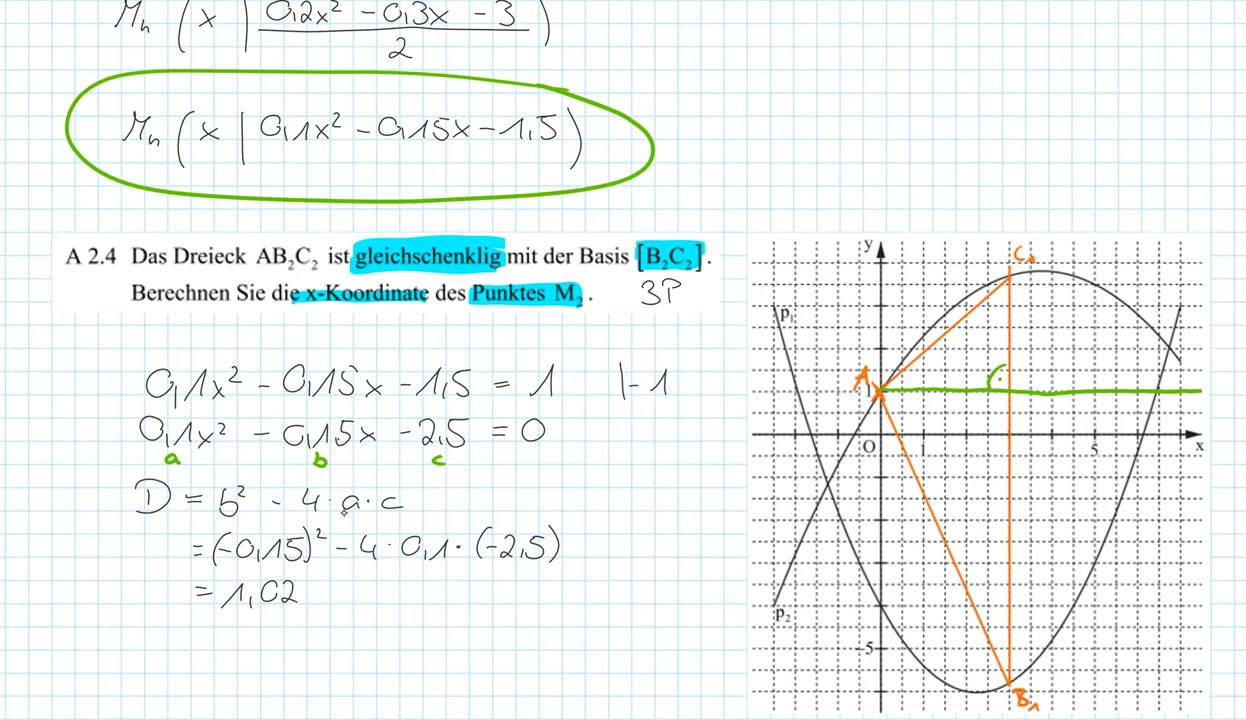 Mn ( x | 0,2x² - 0,3x - 3 / 2 )
Mn ( x | 0,1x² - 0,15x - 1,5 )
A 2.4 Das Dreieck AB₂C₂ ist gleichschenklig mit der Basis [B₂C₂].
Berechnen Sie die x-Koordinate des Punktes M₂. 3P
0,1x² - 0,15x - 1,5 = 1 |-1
0,1x² - 0,15x - 2,5 = 0
a b c
D = b² - 4·a·c
= (-0,15)² - 4·0,1·(-2,5)
= 1,02
y
C₁
p₁
A
1
O
1
5
x
p₂
-5
B₁